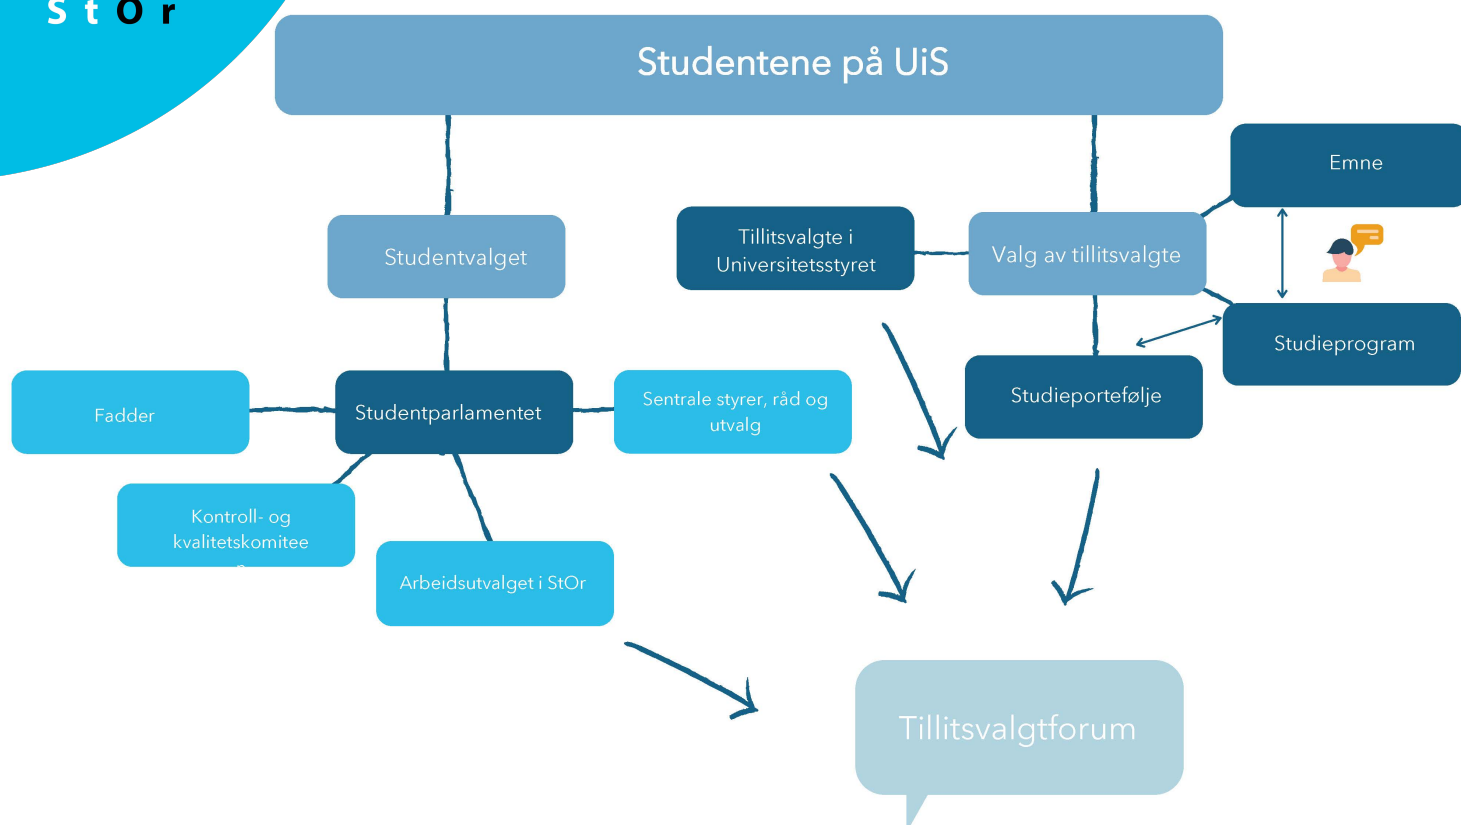 StOr
Studentene på UiS
Emne
Tillitsvalgte i
Universitetsstyret
Valg av tillitsvalgte
Studentvalget
Studieprogram
Studieportefølje
Fadder
Studentparlamentet
Sentrale styrer, råd og
utvalg
Kontroll- og
kvalitetskomitee
Arbeidsutvalget i StOr
Tillitsvalgtforum